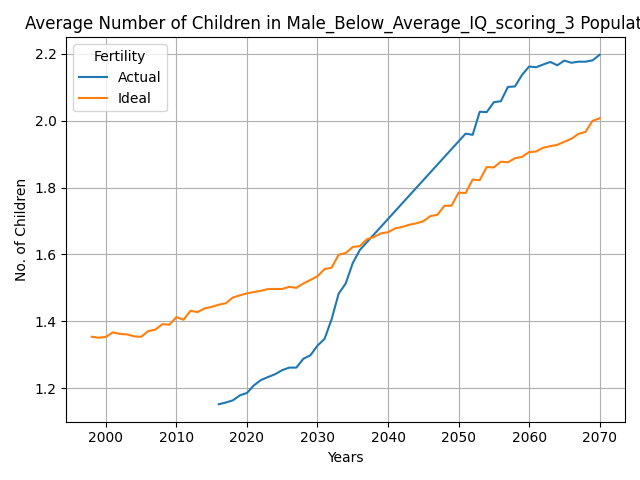 Average Number of Children in Male_Below_Average_IQ_scoring_3 Populat
Fertility
Actual
Ideal
No. of Children
2.2
2.0
1.8
1.6
1.4
1.2
2000 2010 2020 2030 2040 2050 2060 2070
Years